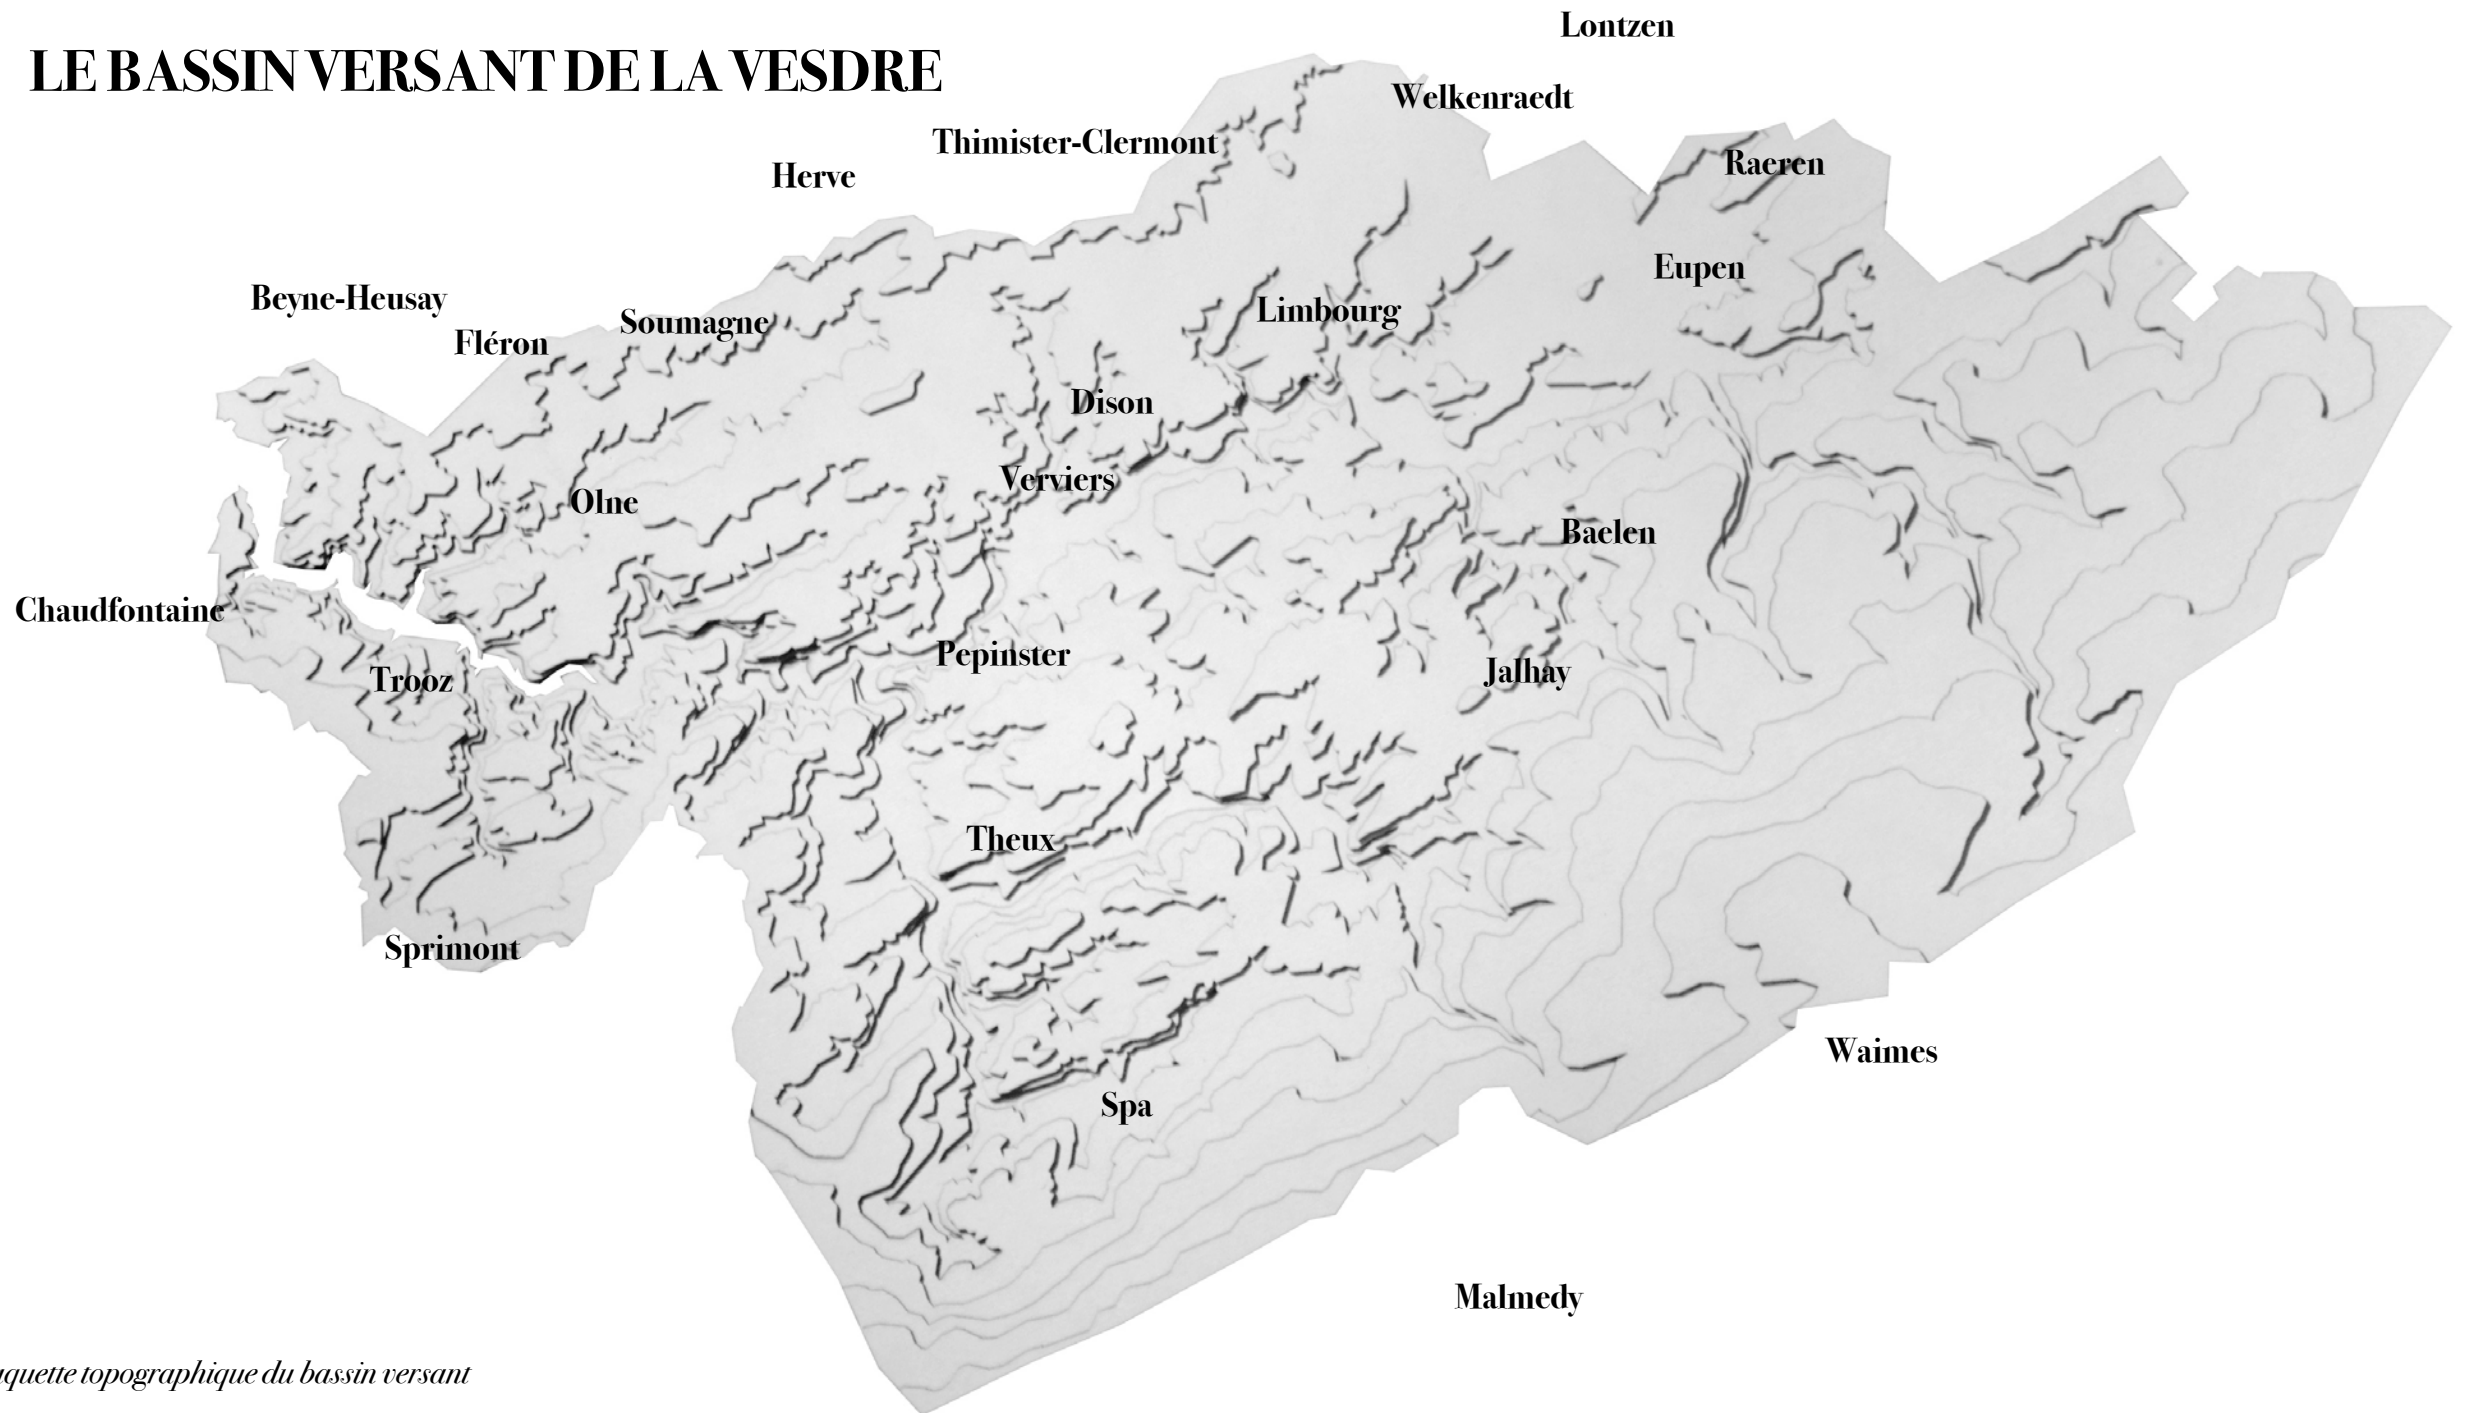 LE BASSIN VERSANT DE LA VESDRE
Lontzen
Welkenraedt
Thimister-Clermont
Herve
Raeren
Eupen
Beyne-Heusay
Limbourg
Soumagne
Fléron
Dison
Verviers
Olne
Baelen
Chaudfontaine
Pepinster
Jalhay
Trooz
Theux
Sprimont
Waimes
Spa
Malmedy
topographique du bassin versant